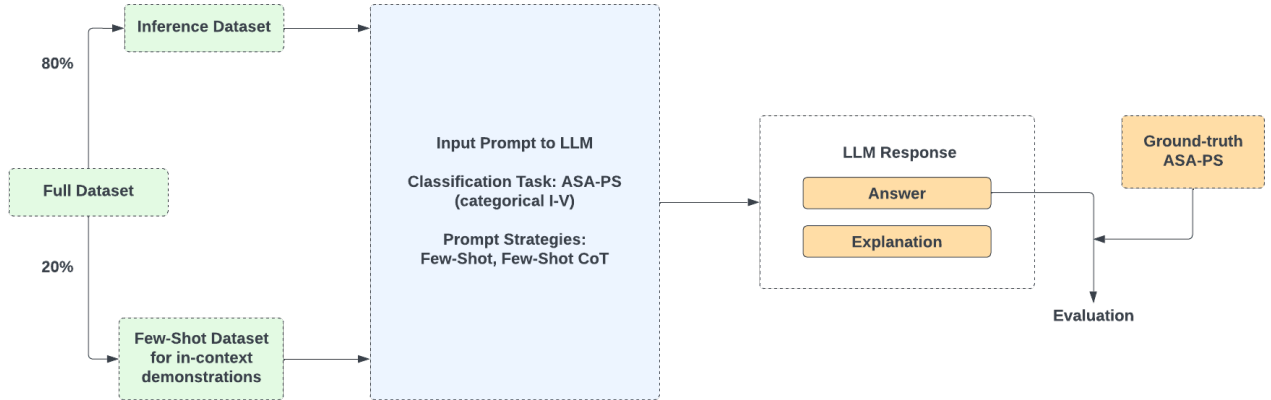 Inference Dataset
80%
Full Dataset
20%
Few-Shot Dataset
for in-context
demonstrations
Input Prompt to LLM
Classification Task: ASA-PS
(categorical I-V)
Prompt Strategies:
Few-Shot, Few-Shot CoT
LLM Response
Answer
Explanation
Ground-truth
ASA-PS
Evaluation